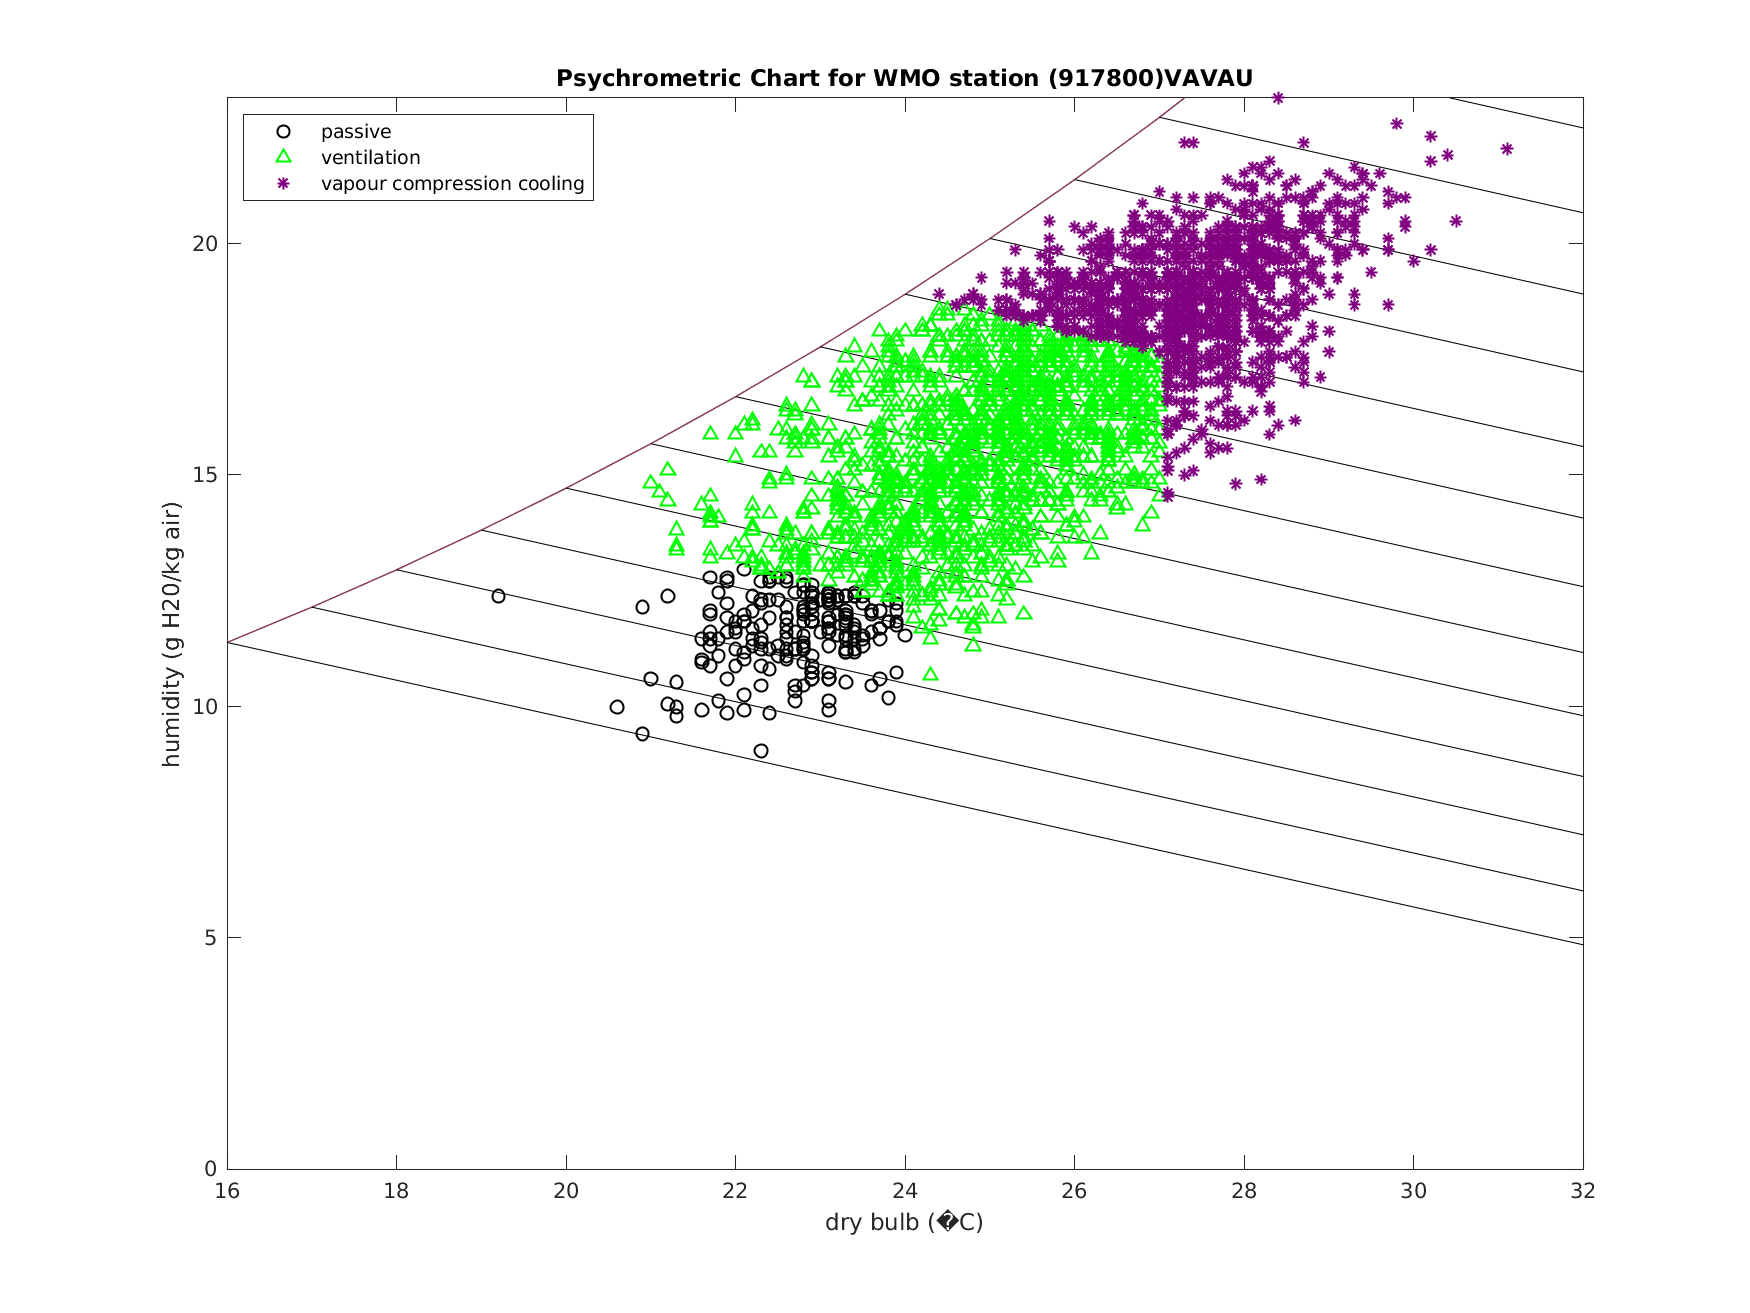 Psychrometric Chart for WMO station (917800)VAVAU
passive
ventilation
vapour compression cooling
humidity (g H20/kg air)
20
15
10
5
0
16 18 20 22 24 26 28 30 32
dry bulb (�C)